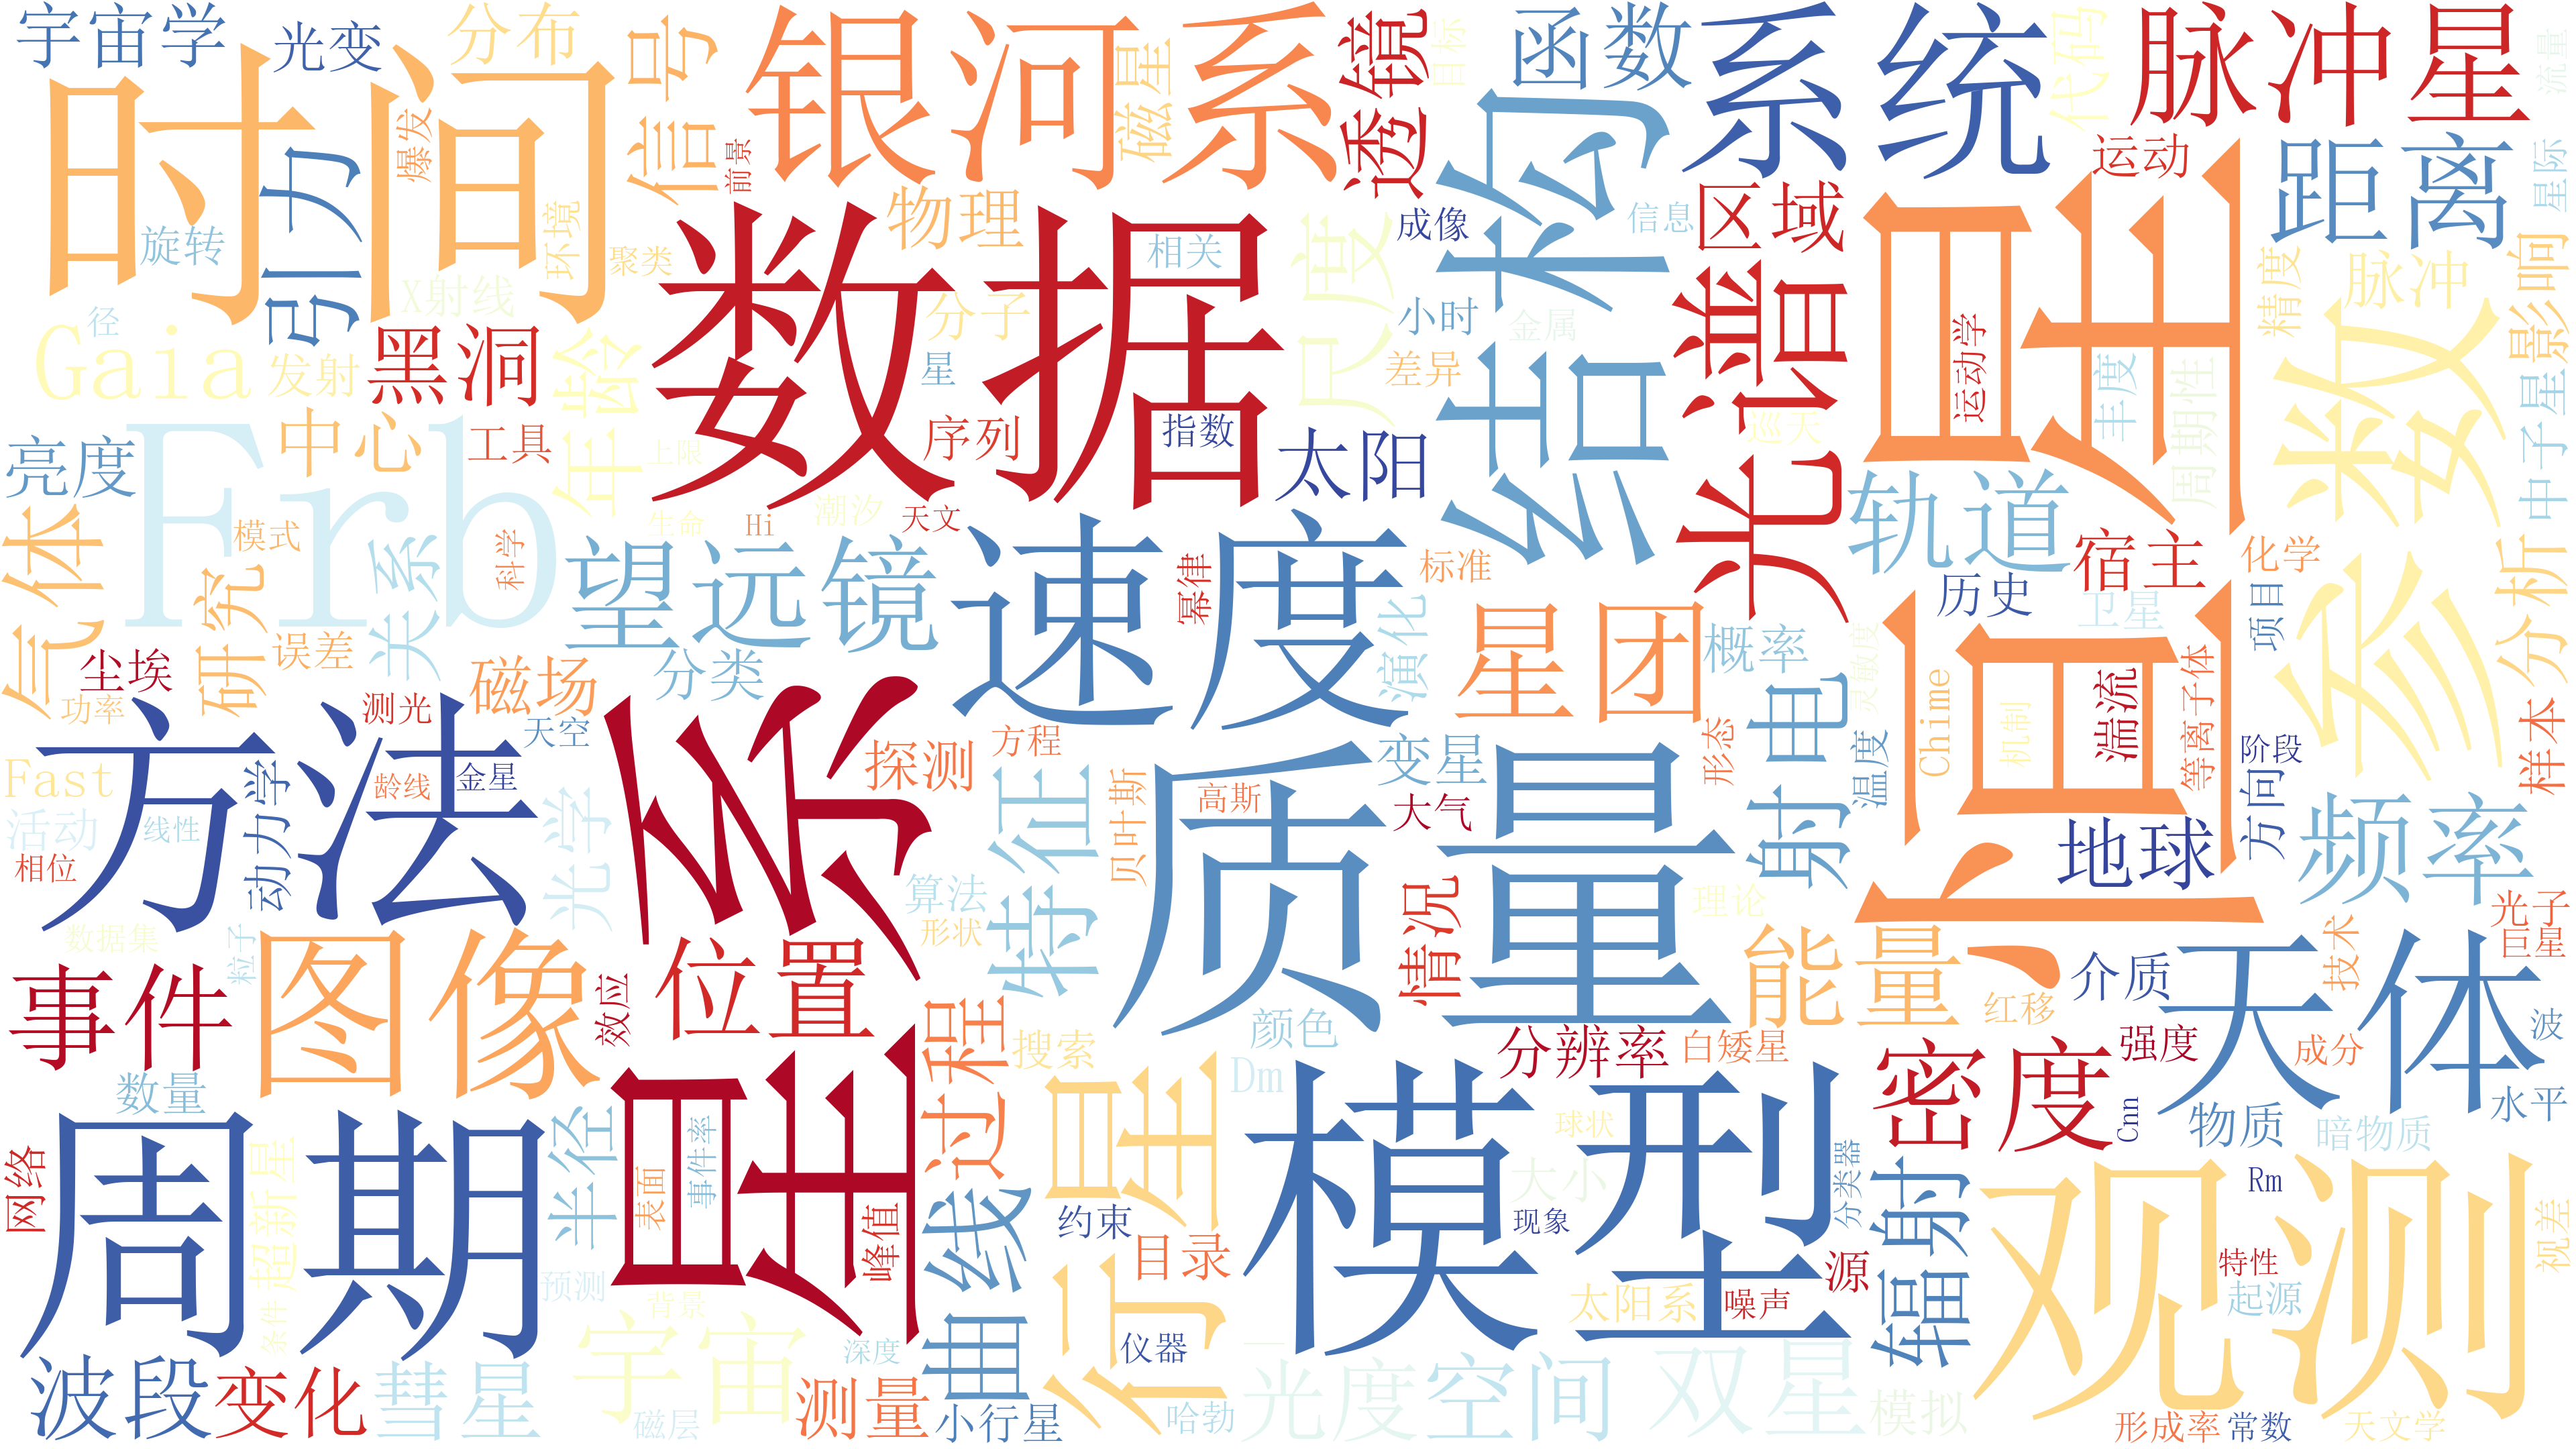 宇宙学
光变
分布
信号
银河系
磁星
透镜
目标
函数
系统
代码
脉冲星
流量
时间
引力
爆发
前景
物理
结构
区域
运动
距离
星际
旋转
环境
聚类
数据
相关
尺度
成像
信息
光谱
恒星
运动学
丰度
周期性
精度
脉冲
影响
径
X射线
Gaia
发射
黑洞
年龄
分子
星
小时
金属
差异
参数
中子星
亮度
Frb
中心
工具
上限
序列
指数
太阳
巡天
轨道
宿主
化学
气体
模式
科学
生命
Hi
潮汐
天文
望远镜
速度
幂律
标准
历史
卫星
项目
分析
研究
关系
误差
尘埃
磁场
分类
演化
星团
概率
灵敏度
Chime
机制
湍流
等离子体
功率
测光
天空
探测
方程
变星
形态
射电
温度
阶段
样本
Fast
方法
动力学
龄线
金星
光学
星系
特征
贝叶斯
高斯
质量
大气
地球
方向
频率
活动
线性
相位
算法
形状
情况
理论
光子
数据集
粒子
图像
位置
能量
介质
天体
技术
巨星
事件
效应
过程
搜索
颜色
分辨率
白矮星
红移
强度
成分
波
数量
Dm
模型
密度
水平
周期
网络
超新星
半径
表面
事件率
峰值
曲线
行星
约束
目录
球状
大小
现象
分类器
源
辐射
物质
Cnn
暗物质
Rm
观测
特性
视差
条件
预测
背景
宇宙
深度
仪器
太阳系
噪声
起源
波段
变化
彗星
磁层
测量
小行星
哈勃
光度
空间
双星
模拟
形成率
常数
天文学